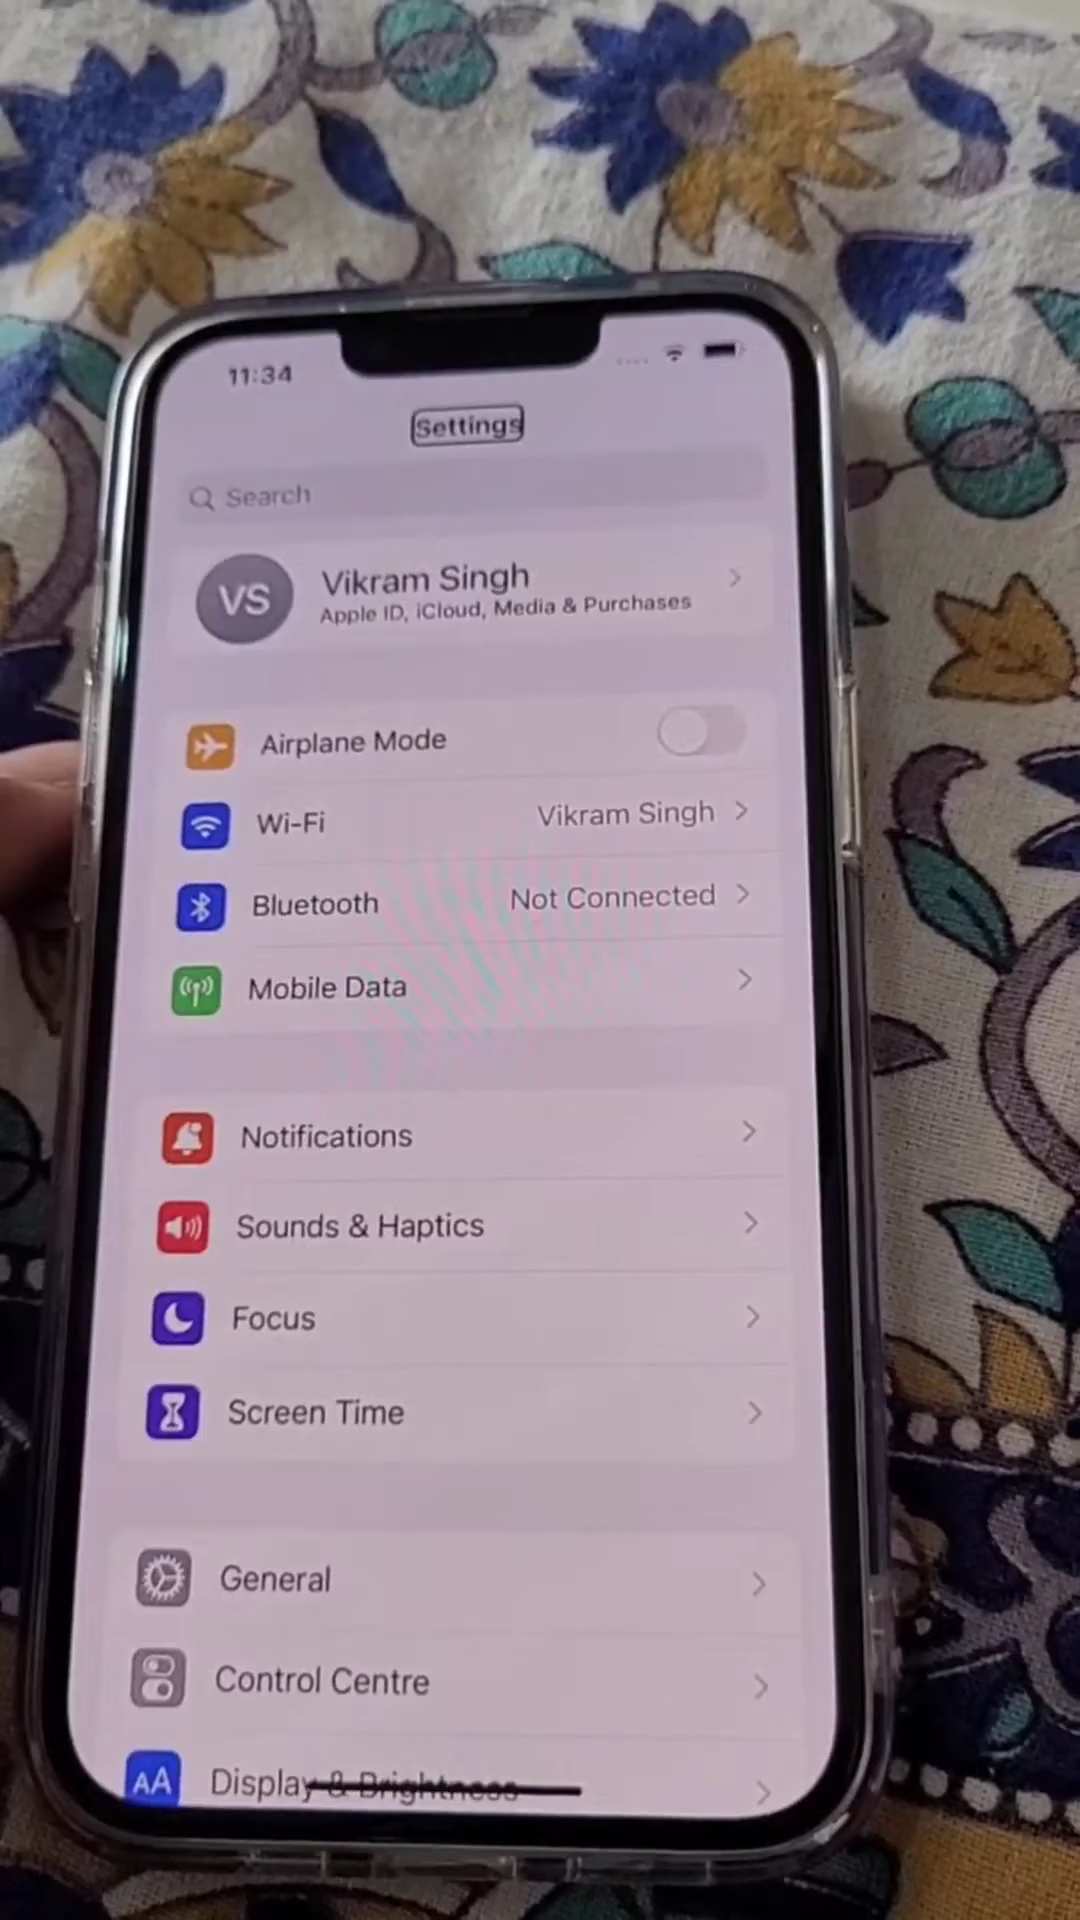 11:34
Settings
Search
VS
Vikram Singh
Apple ID, iCloud, Media & Purchases
Airplane Mode
Wi-Fi Vikram Singh
Bluetooth Not Connected
Mobile Data
Notifications
Sounds & Haptics
Focus
Screen Time
General
Control Centre
AA Display & Brightness